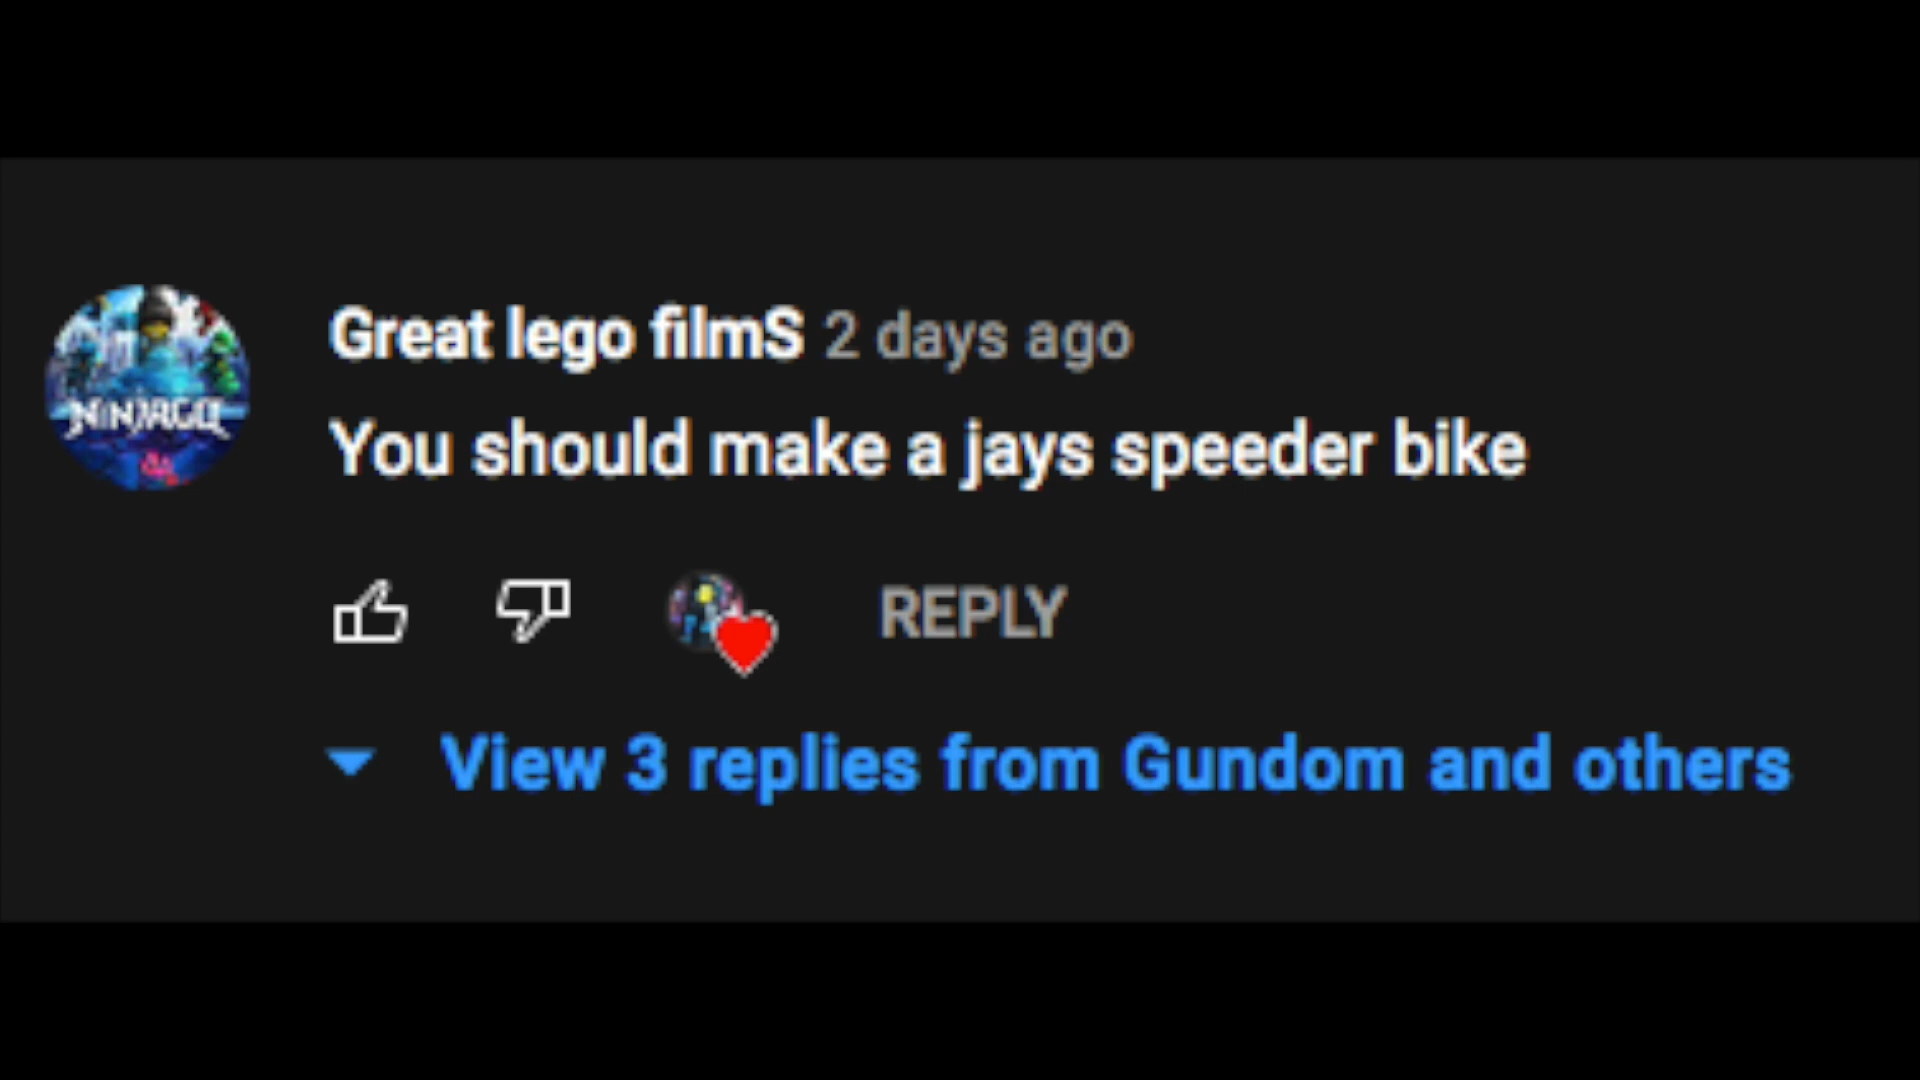 Great lego filmS 2 days ago
NINJAGO
You should make a jays speeder bike
REPLY
View 3 replies from Gundom and others